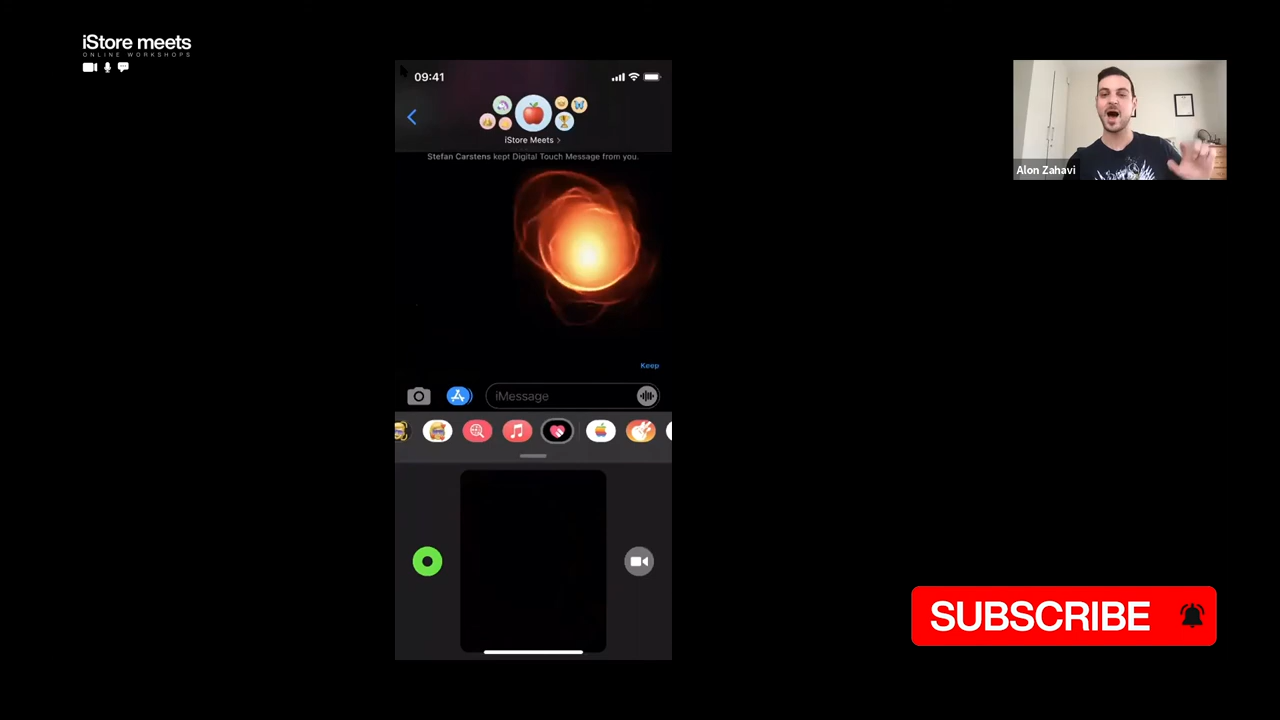 iStore meets
ONLINE WORKSHOPS
09:41
iStore Meets >
Stefan Carstens kept Digital Touch Message from you.
Keep
iMessage
Alon Zahavi
SUBSCRIBE